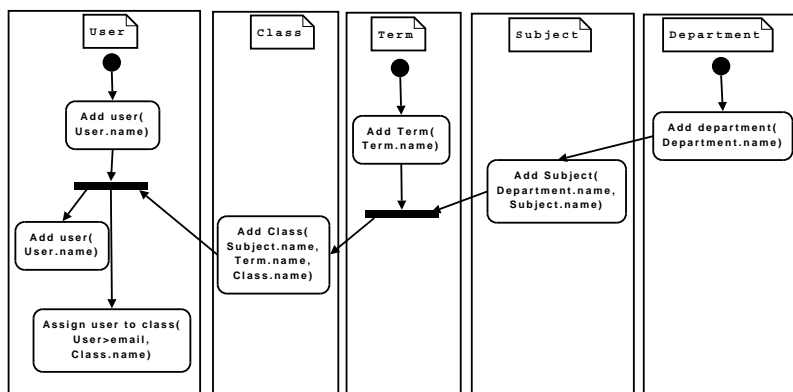 User
Class
Term
Subject
Department
Add user(
User.name)
Add Term(
Term.name)
Add department(
Department.name)
Add Subject(
Department.name,
Subject.name)
Add user(
User.name)
Add Class(
Subject.name,
Term.name,
Class.name)
Assign user to class(
User>email,
Class.name)